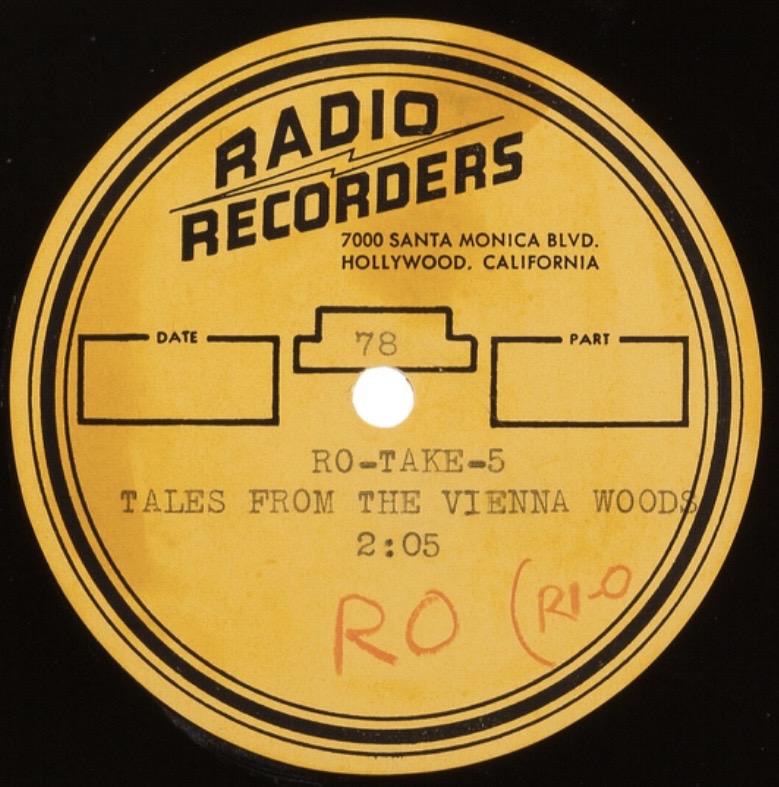 RADIO
RECORDERS
7000 SANTA MONICA BLVD.
HOLLYWOOD, CALIFORNIA
DATE
78
PART
RO-TAKE-5
TALES FROM THE VIENNA WOODS
2:05
RO (R1-O